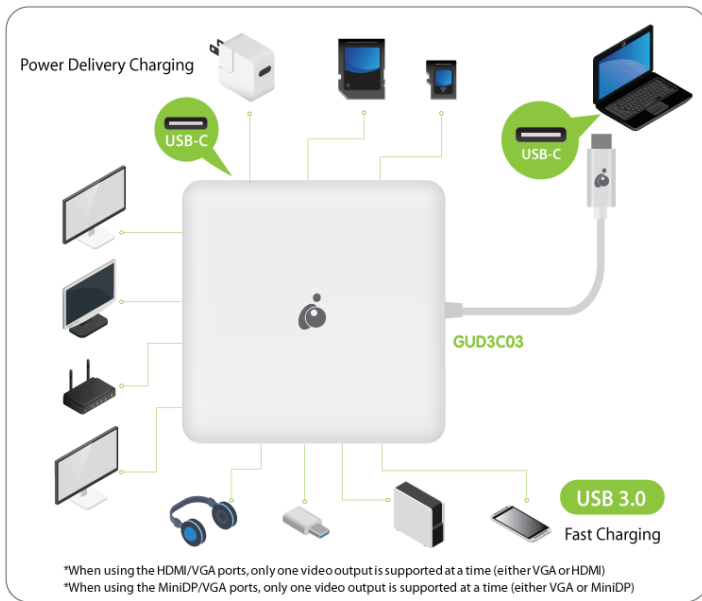 Power Delivery Charging
USB-C
USB-C
GUD3C03
USB 3.0
Fast Charging
*When using the HDMI/VGA ports, only one video output is supported at a time (either VGA or HDMI)
*When using the MiniDP/VGA ports, only one video output is supported at a time (either VGA or MiniDP)